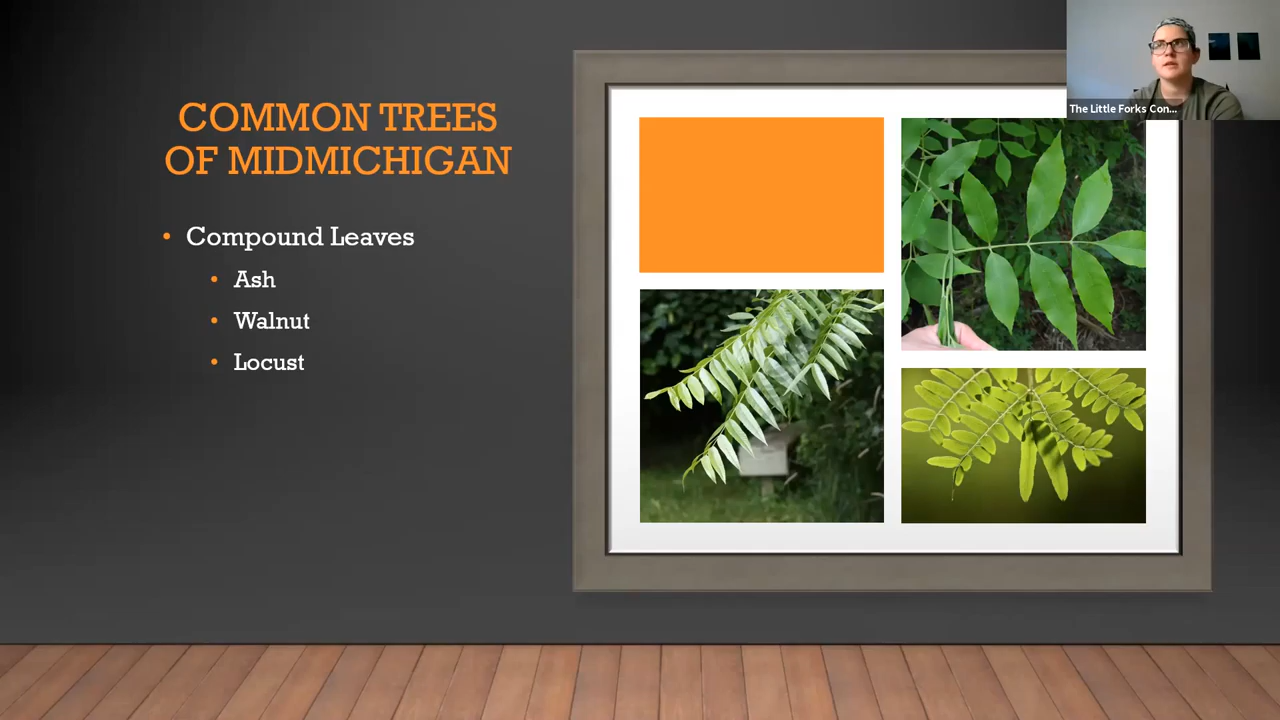 COMMON TREES
OF MIDMICHIGAN
Compound Leaves
Ash
Walnut
Locust
The Little Forks Con...